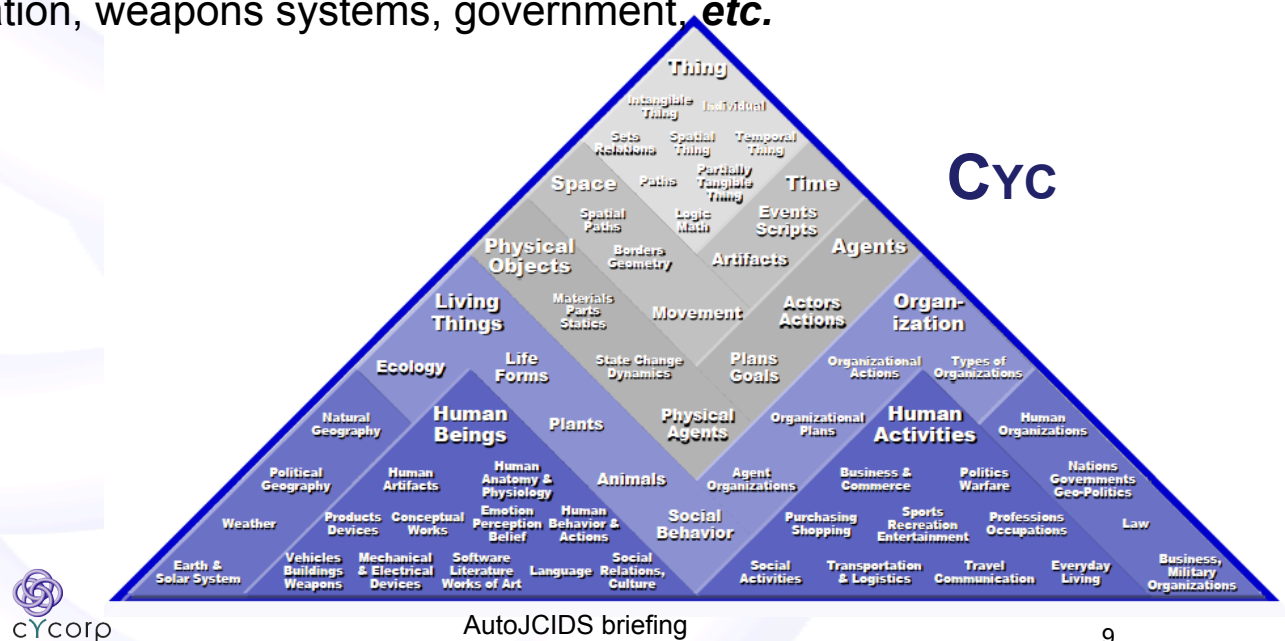 ation, weapons systems, government, etc.
Thing
Intangible Thing
Individual
Sets Relations
Spatial Thing
Temporal Thing
Space
Paths
Partially Tangible Thing
Time
Spatial Paths
Logic Math
Events Scripts
Physical Objects
Borders Geometry
Artifacts
Agents
CYC
Living Things
Materials Parts Statics
Movement
Actors Actions
Organ-ization
Ecology
Life Forms
State Change Dynamics
Plans Goals
Organizational Actions
Types of Organizations
Natural Geography
Human Beings
Plants
Physical Agents
Organizational Plans
Human Activities
Human Organizations
Political Geography
Human Artifacts
Human Anatomy & Physiology
Animals
Agent Organizations
Business & Commerce
Politics Warfare
Nations Governments Geo-Politics
Weather
Products Devices
Conceptual Works
Emotion Perception Belief
Human Behavior & Actions
Social Behavior
Purchasing Shopping
Sports Recreation Entertainment
Professions Occupations
Law
Earth & Solar System
Vehicles Buildings Weapons
Mechanical & Electrical Devices
Software Literature Works of Art
Language
Social Relations, Culture
Social Activities
Transportation & Logistics
Travel Communication
Everyday Living
Business, Military Organizations
cycorp
AutoJCIDS briefing
9